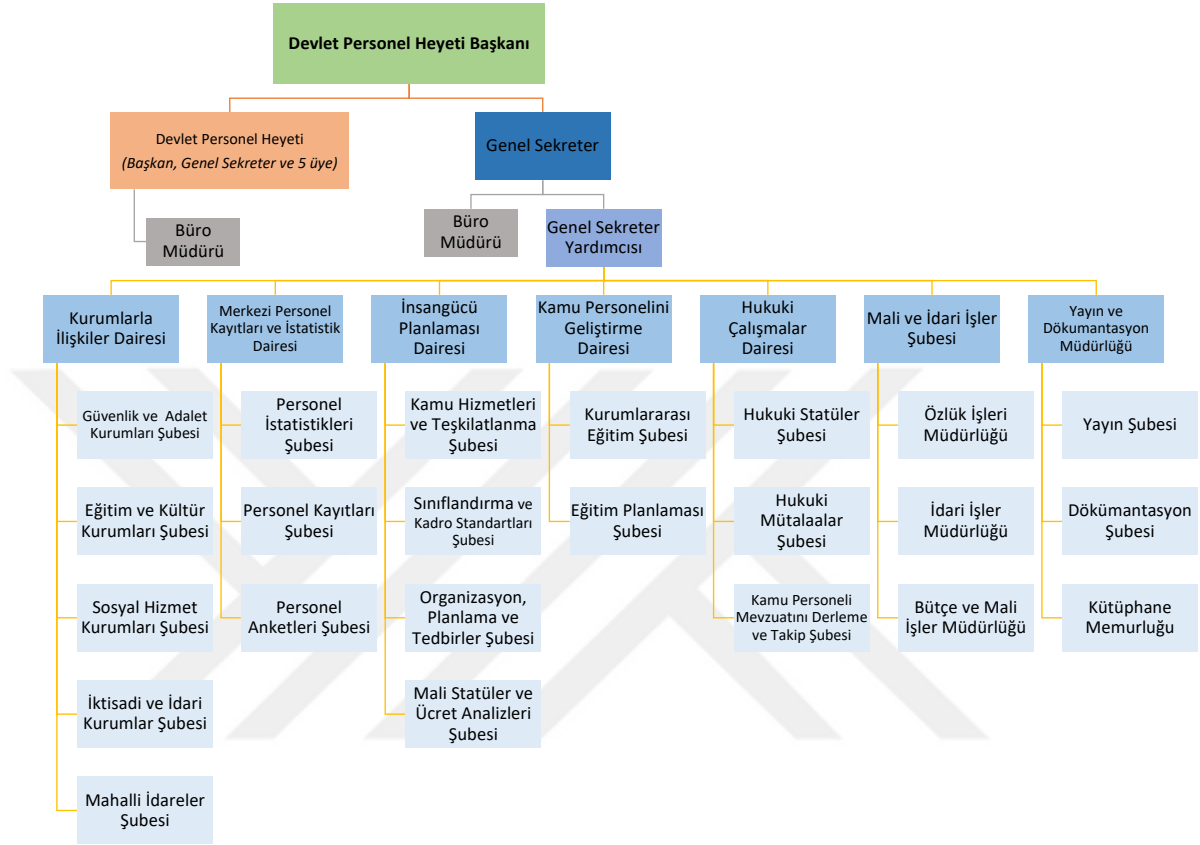 Devlet Personel Heyeti Başkanı
Devlet Personel Heyeti
(Başkan, Genel Sekreter ve 5 üye)
Genel Sekreter
Büro
Müdürü
Büro
Müdürü
Genel Sekreter
Yardımcısı
Kurumlarla
İlişkiler Dairesi
Merkezi Personel
Kayıtları ve İstatistik
Dairesi
İnsangücü
Planlaması
Dairesi
Kamu Personelini
Geliştirme
Dairesi
Hukuki
Çalışmalar
Dairesi
Mali ve İdari İşler
Şubesi
Yayın ve
Dökumantasyon
Müdürlüğü
Güvenlik ve Adalet
Kurumları Şubesi
Eğitim ve Kültür
Kurumları Şubesi
Sosyal Hizmet
Kurumları Şubesi
İktisadi ve İdari
Kurumlar Şubesi
Mahalli İdareler
Şubesi
Personel
İstatistikleri
Şubesi
Personel Kayıtları
Şubesi
Personel
Anketleri Şubesi
Kamu Hizmetleri
ve Teşkilatlanma
Şubesi
Sınıflandırma ve
Kadro Standartları
Şubesi
Organizasyon,
Planlama ve
Tedbirler Şubesi
Mali Statüler ve
Ücret Analizleri
Şubesi
Kurumlararası
Eğitim Şubesi
Eğitim Planlaması
Şubesi
Hukuki Statüler
Şubesi
Hukuki
Mütalaalar
Şubesi
Kamu Personeli
Mevzuatını Derleme
ve Takip Şubesi
Özlük İşleri
Müdürlüğü
İdari İşler
Müdürlüğü
Bütçe ve Mali
İşler Müdürlüğü
Yayın Şubesi
Dökümantasyon
Şubesi
Kütüphane
Memurluğu